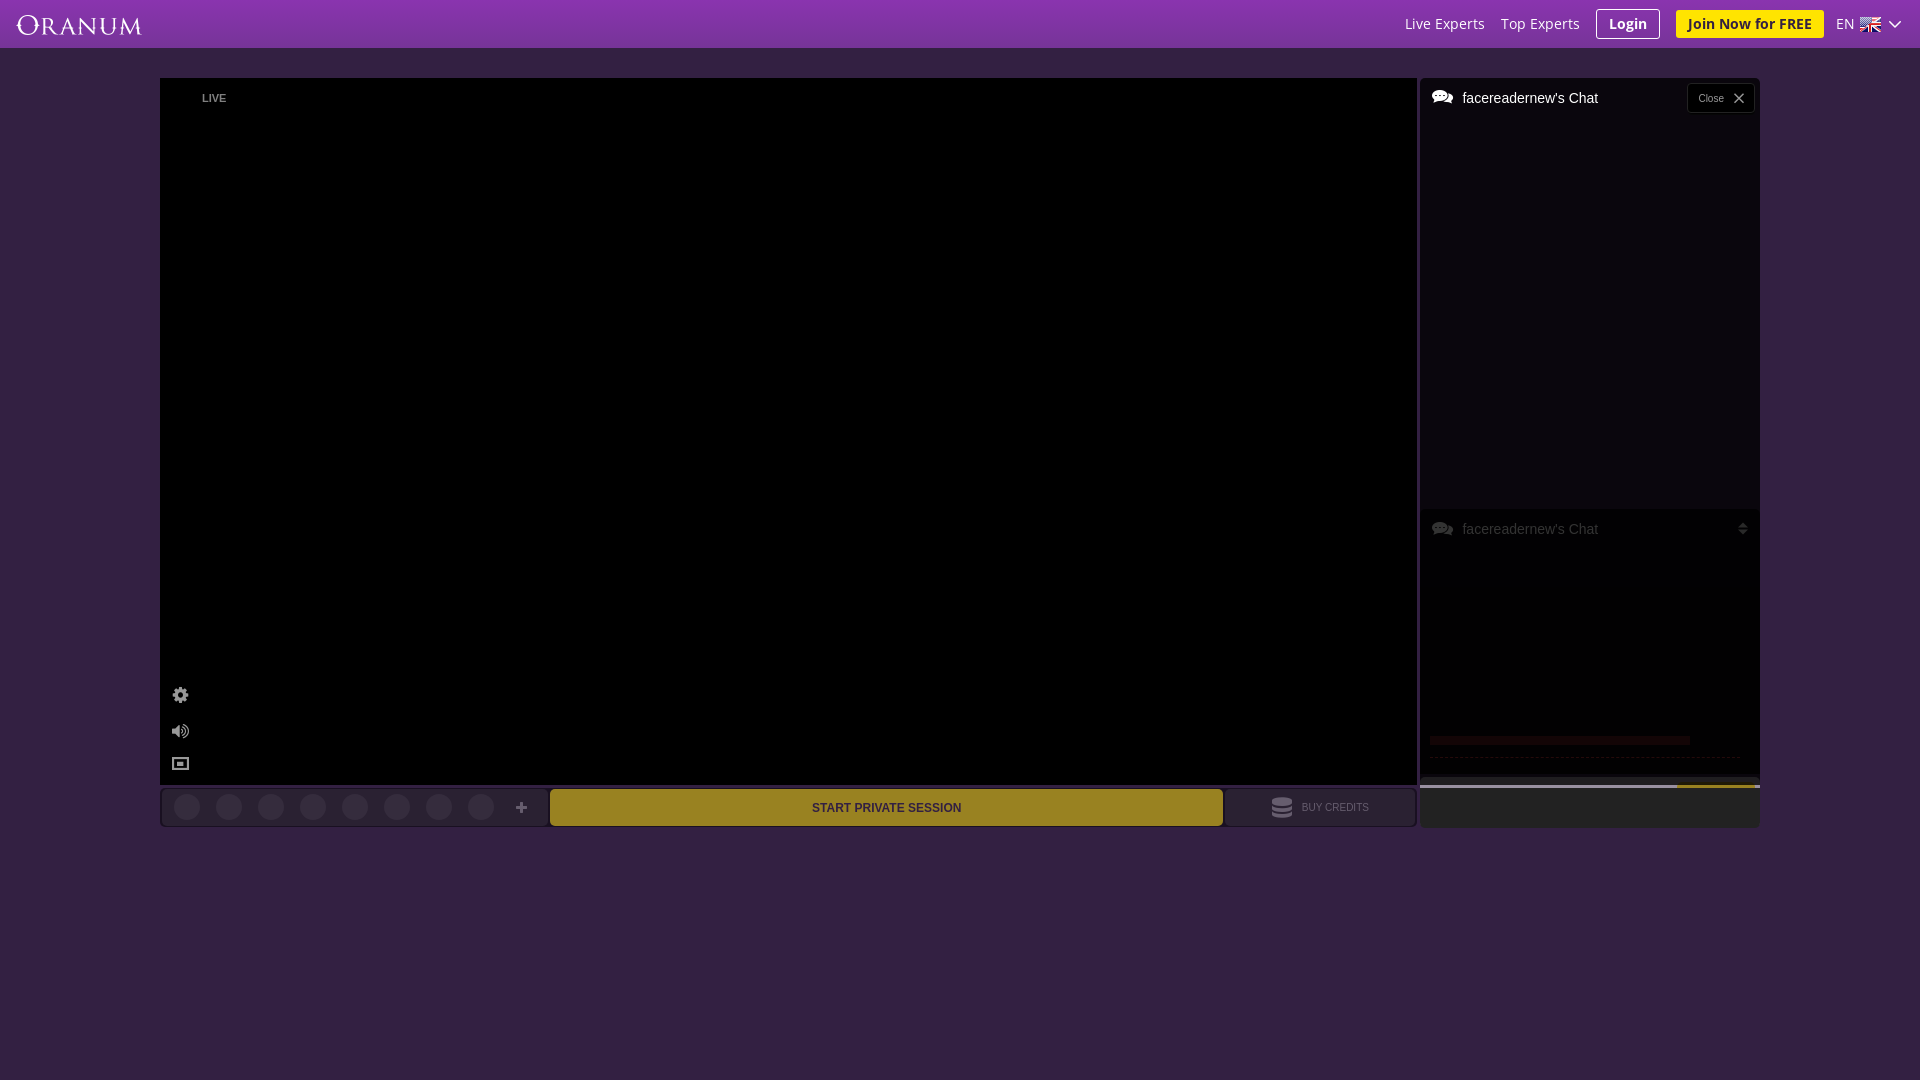 ORANUM
Live Experts
Top Experts
Login
Join Now for FREE
EN
LIVE
facereadernew's Chat
Close
facereadernew's Chat
START PRIVATE SESSION
BUY CREDITS